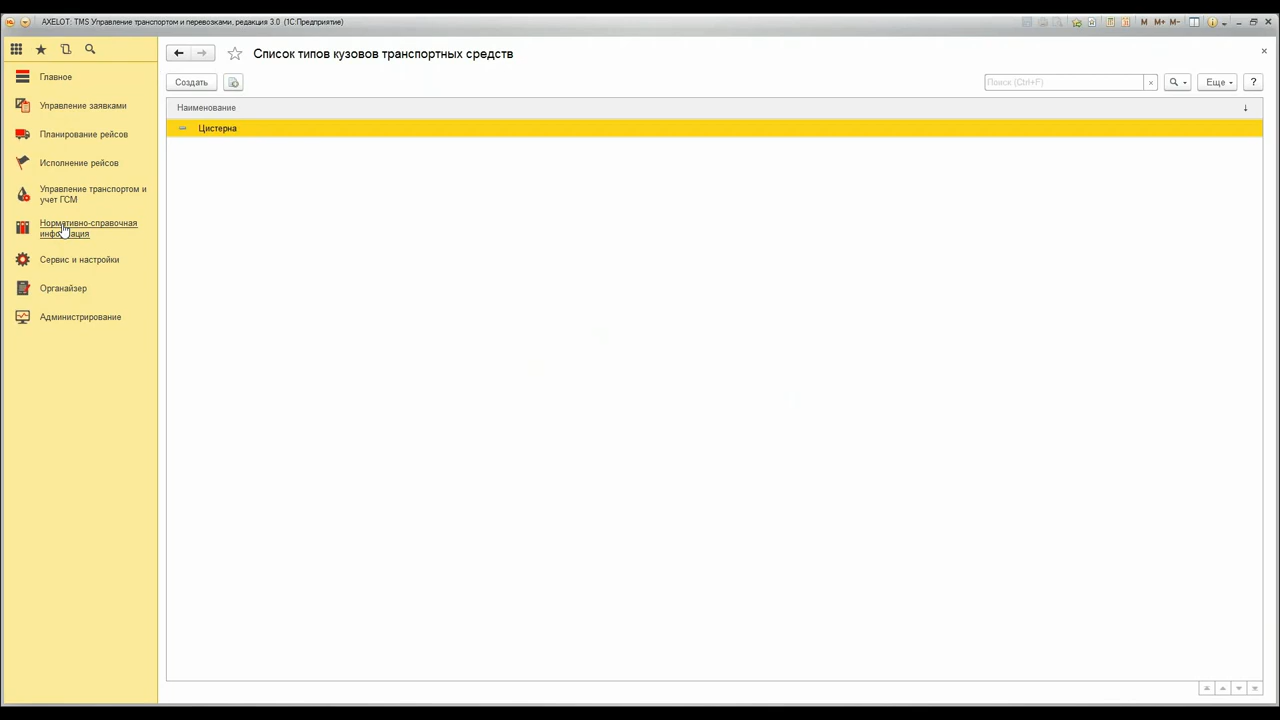 AXELOT: TMS Управление транспортом и перевозками, редакция 3.0 (1С:Предприятие)
M M+ M-
Главное
Управление заявками
Планирование рейсов
Исполнение рейсов
Управление транспортом и
учет ГСМ
Нормативно-справочная
информация
Сервис и настройки
Органайзер
Администрирование
Список типов кузовов транспортных средств
Создать
Поиск (Ctrl+F)
Еще
?
Наименование
Цистерна